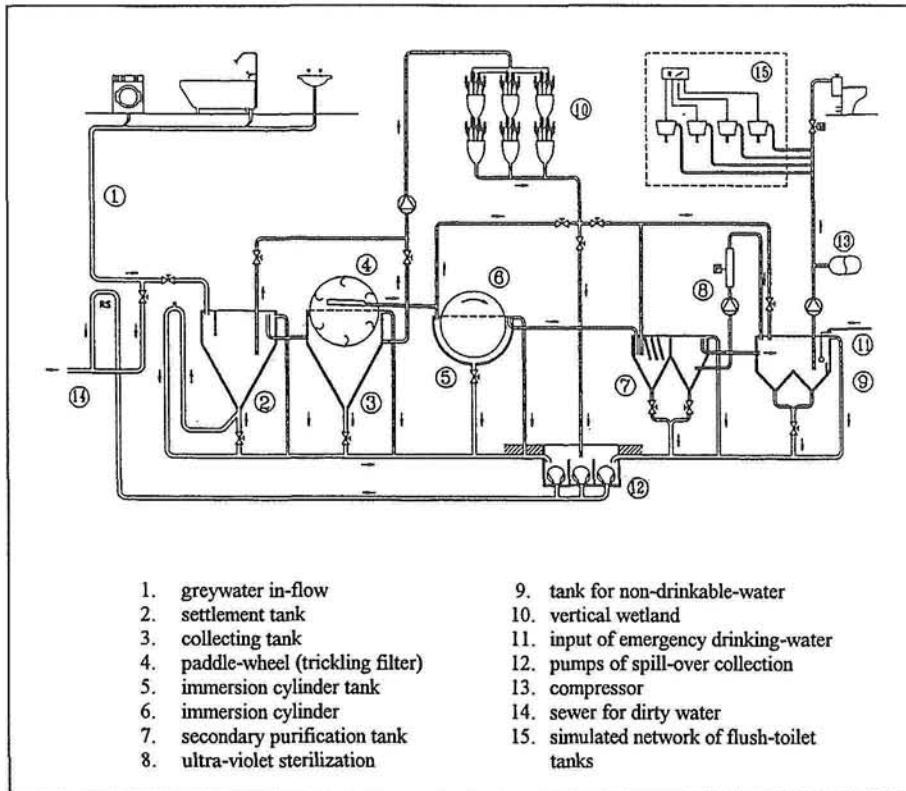 15
10
1
4
6
13
8
RS
11
5
7
9
14
2
3
12
1. greywater in-flow
2. settlement tank
3. collecting tank
4. paddle-wheel (trickling filter)
5. immersion cylinder tank
6. immersion cylinder
7. secondary purification tank
8. ultra-violet sterilization
9. tank for non-drinkable-water
10. vertical wetland
11. input of emergency drinking-water
12. pumps of spill-over collection
13. compressor
14. sewer for dirty water
15. simulated network of flush-toilet
tanks